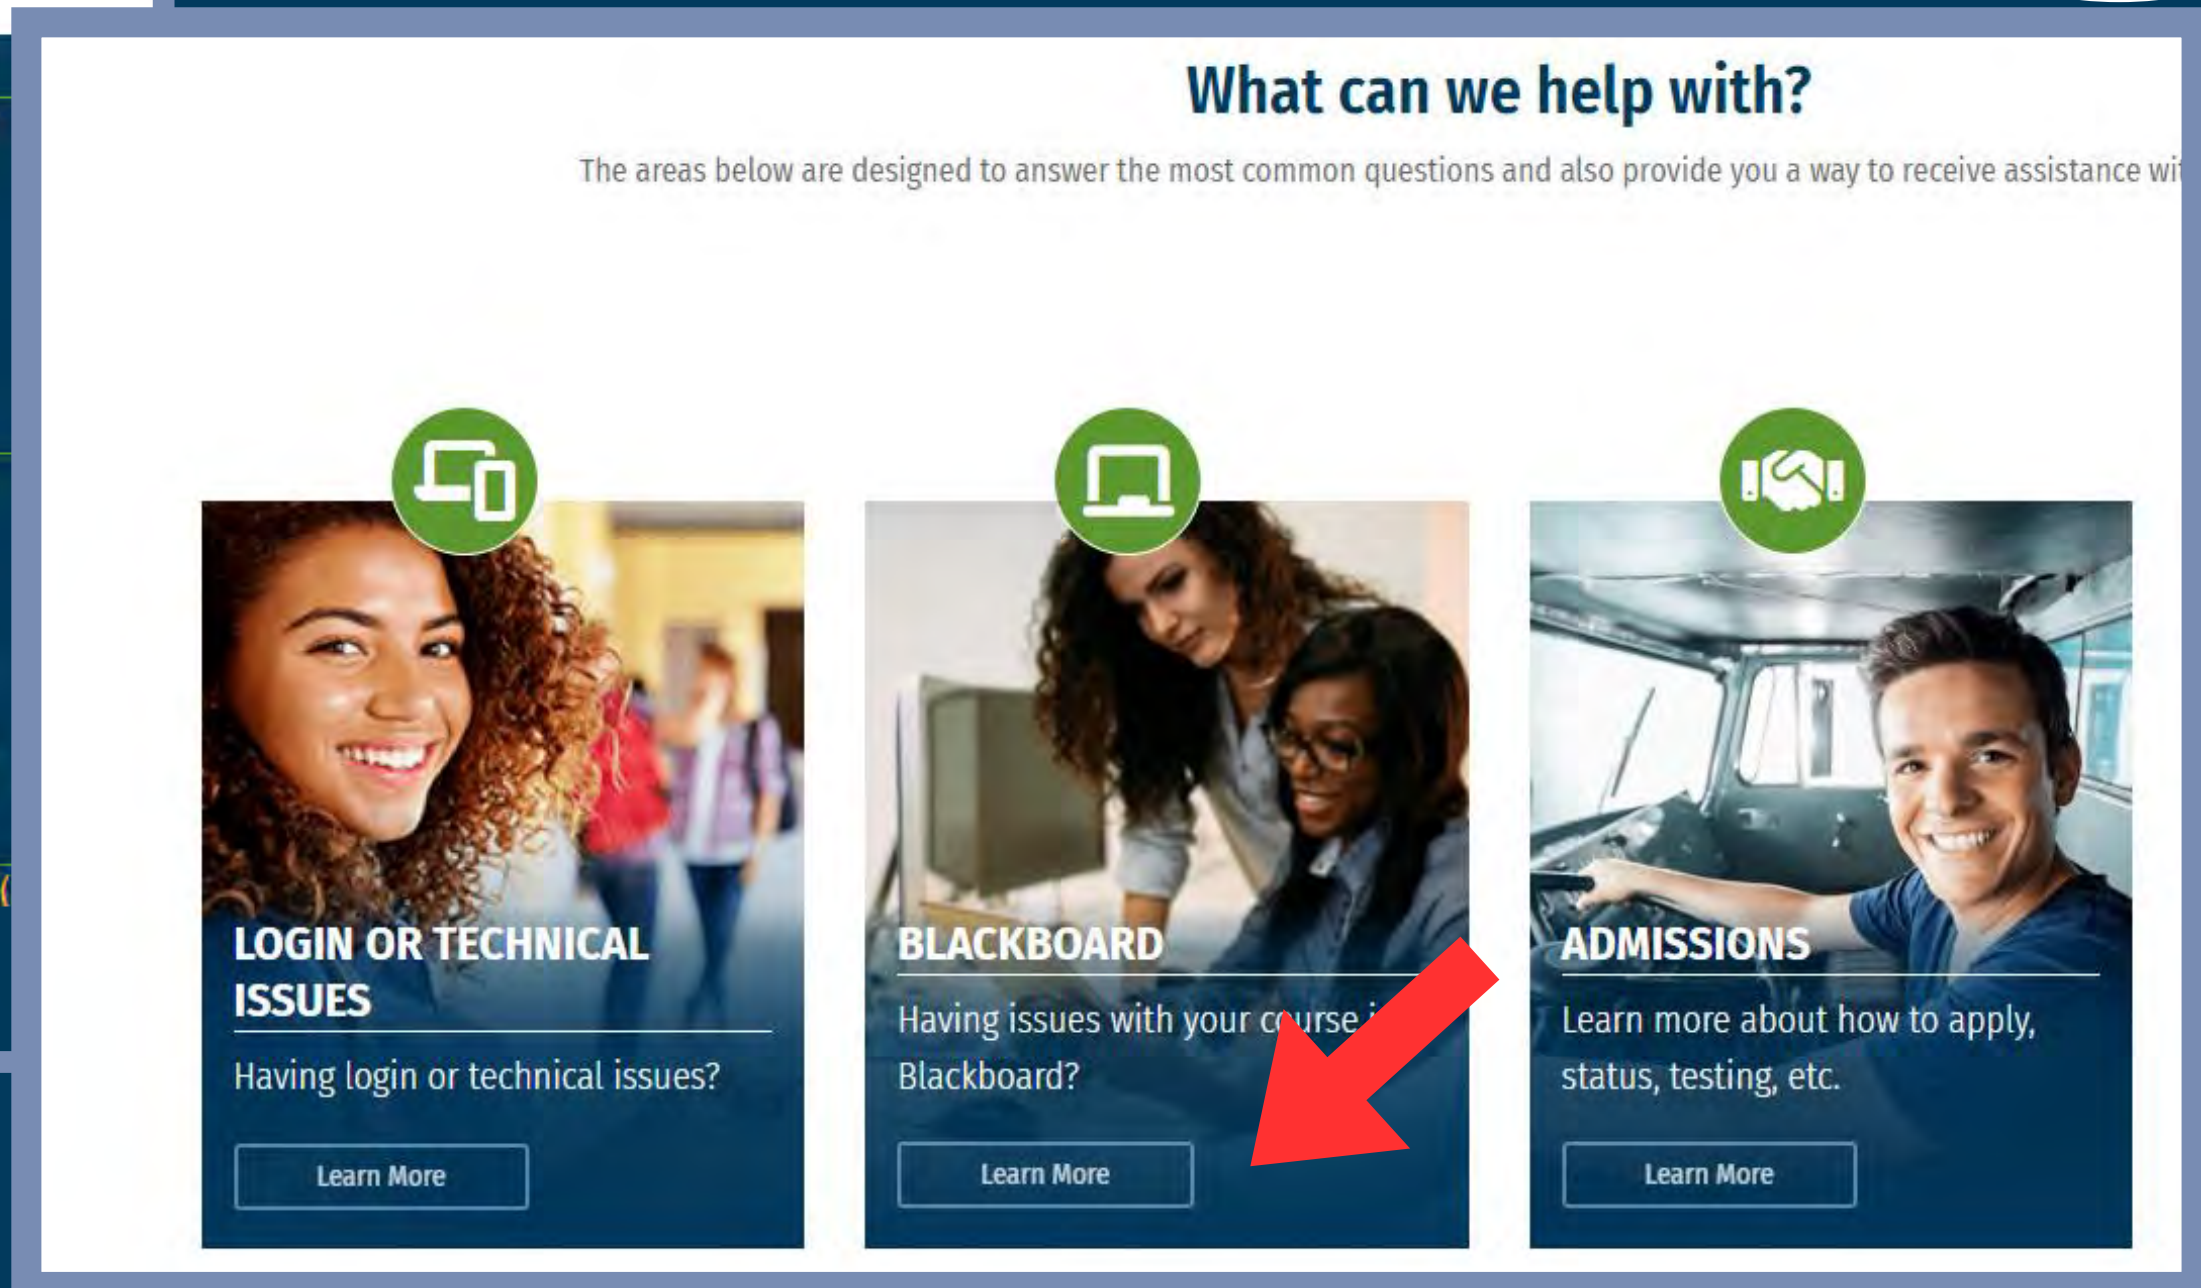 What can we help with?
The areas below are designed to answer the most common questions and also provide you a way to receive assistance
LOGIN OR TECHNICAL
ISSUES
Having login or technical issues?
Learn More
BLACKBOARD
Having issues with your course
Blackboard?
Learn More
ADMISSIONS
Learn more about how to apply,
status, testing, etc.
Learn More